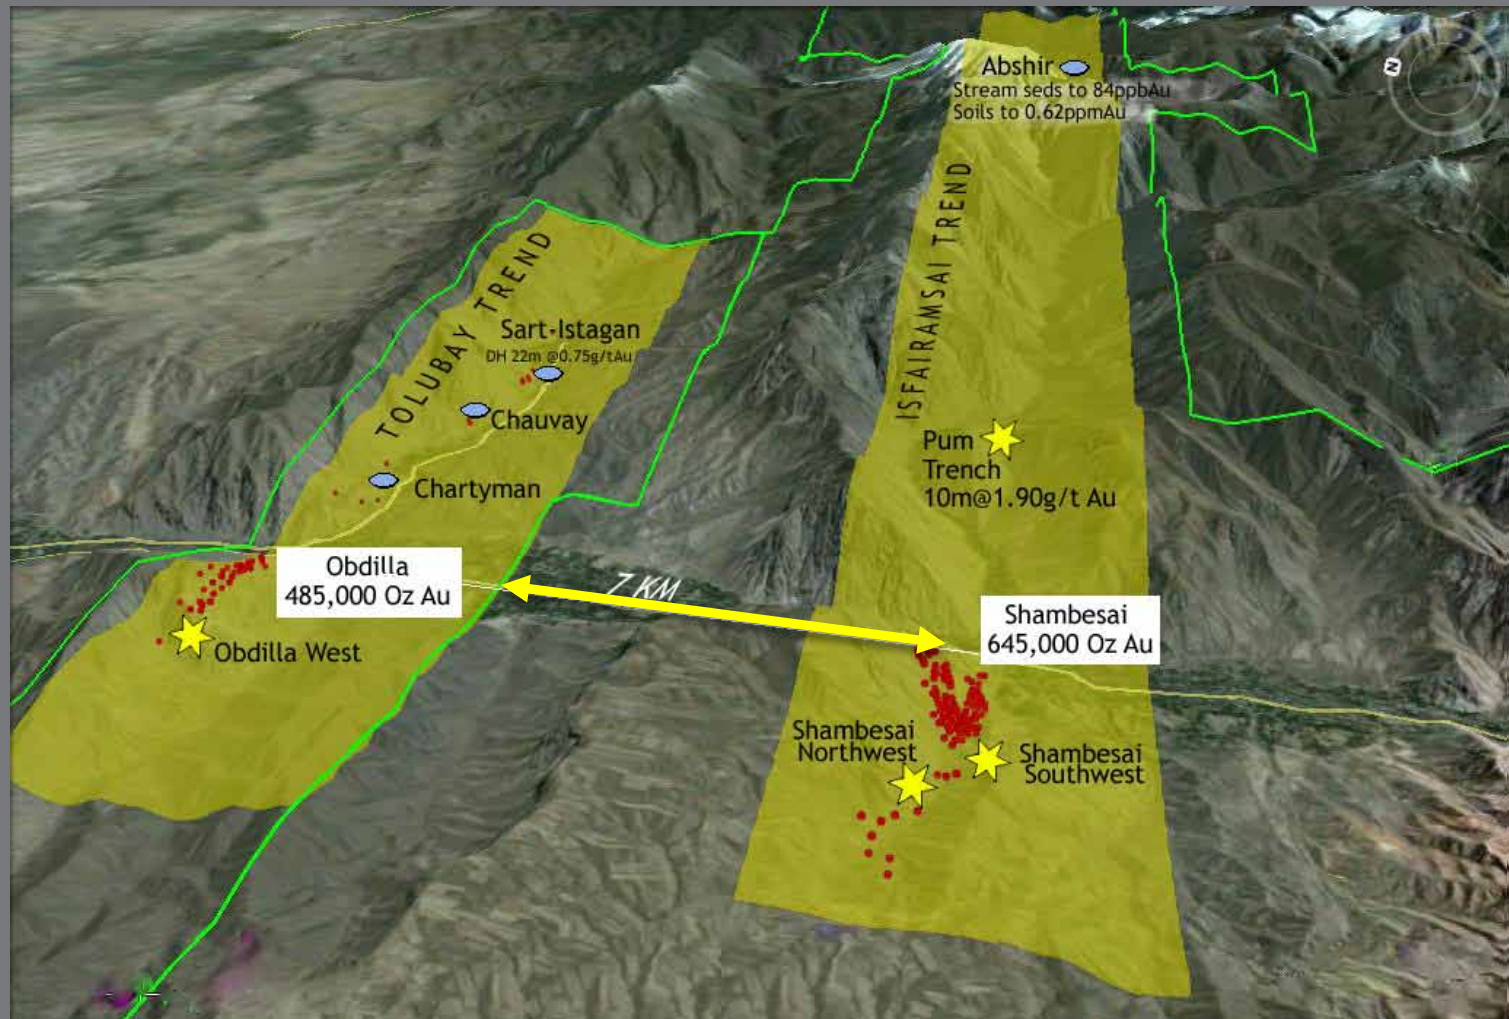 N
Abshir
Stream seds to 84ppbAu
Soils to 0.62ppmAu
TOLUBAY TREND
ISFAIRAMSAI TREND
Sart-Istagan
DH 22m @0.75g/tAu
Chauvay
Chartyman
Pum
Trench
10m@1.90g/t Au
Obdilla
485,000 Oz Au
7 KM
Shambesai
645,000 Oz Au
Obdilla West
Shambesai
Northwest
Shambesai
Southwest